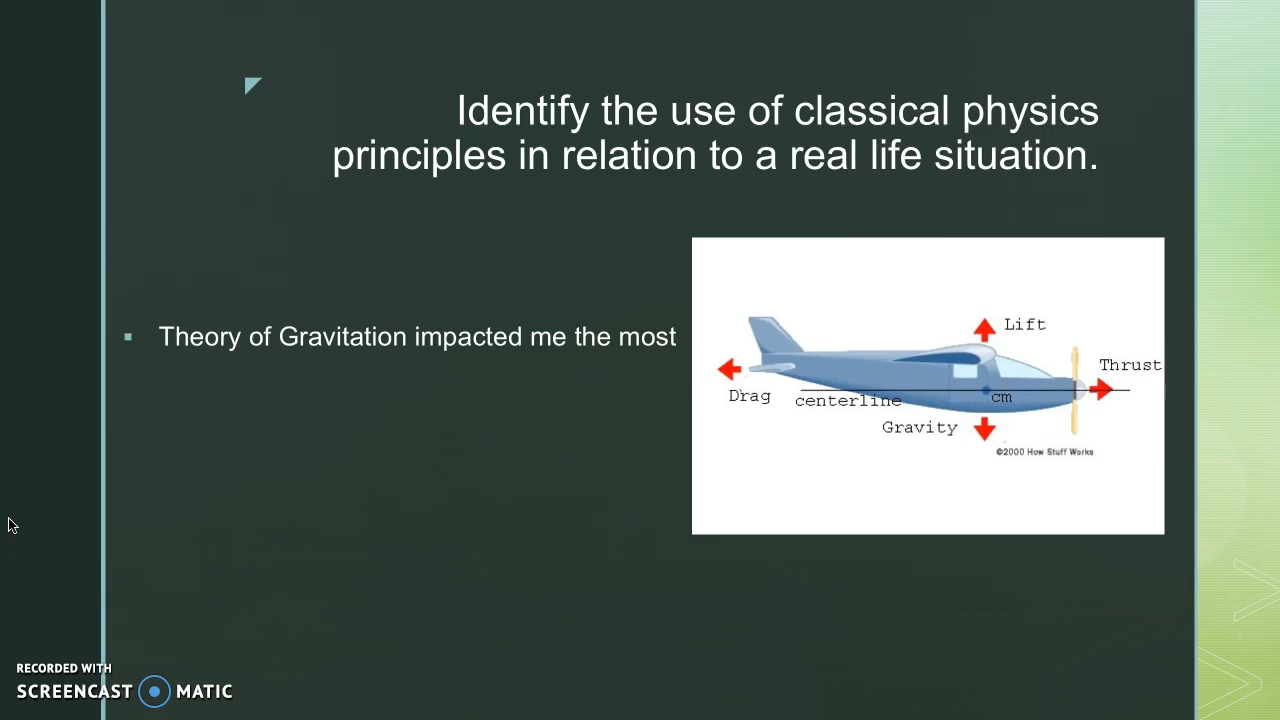 Identify the use of classical physics
principles in relation to a real life situation.
Theory of Gravitation impacted me the most
Lift
Thrust
Drag
centerline
cm
Gravity
©2000 How Stuff Works
RECORDED WITH
SCREENCAST MATIC